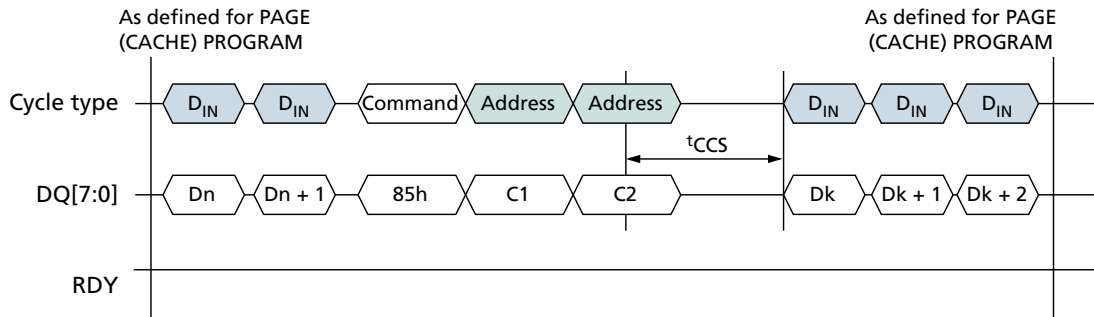 As defined for PAGE
(CACHE) PROGRAM
As defined for PAGE
(CACHE) PROGRAM
Cycle type
DIN
DIN
Command
Address
Address
DIN
DIN
DIN
tCCS
DQ[7:0]
Dn
Dn + 1
85h
C1
C2
Dk
Dk + 1
Dk + 2
RDY